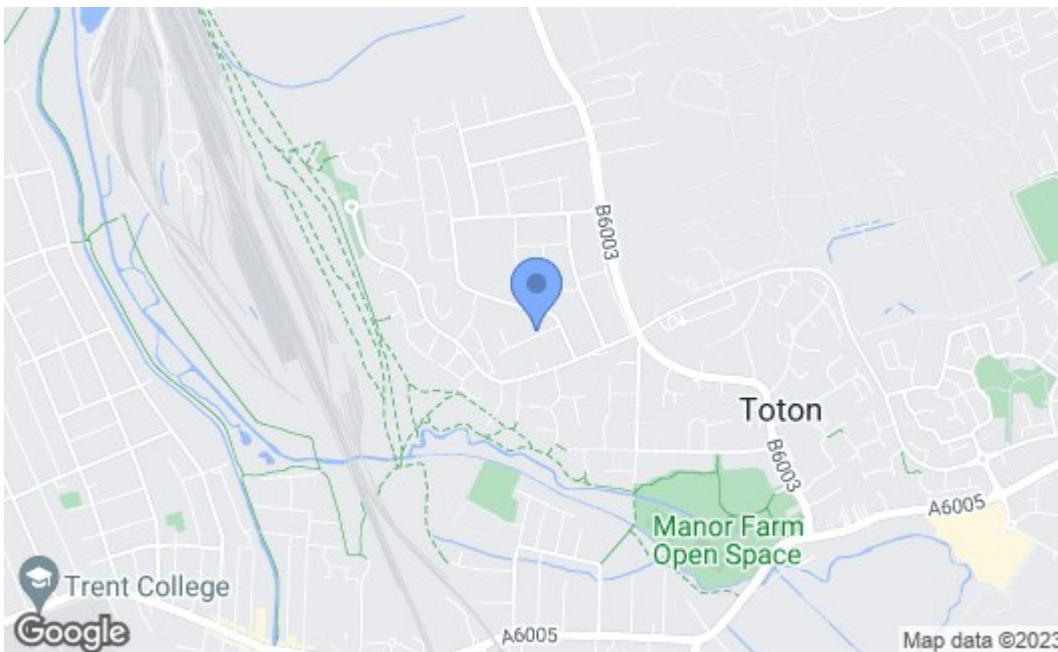 B6003
Toton
B6003
A6005
Manor Farm
Open Space
Trent College
A6005
Google
Map data ©2023